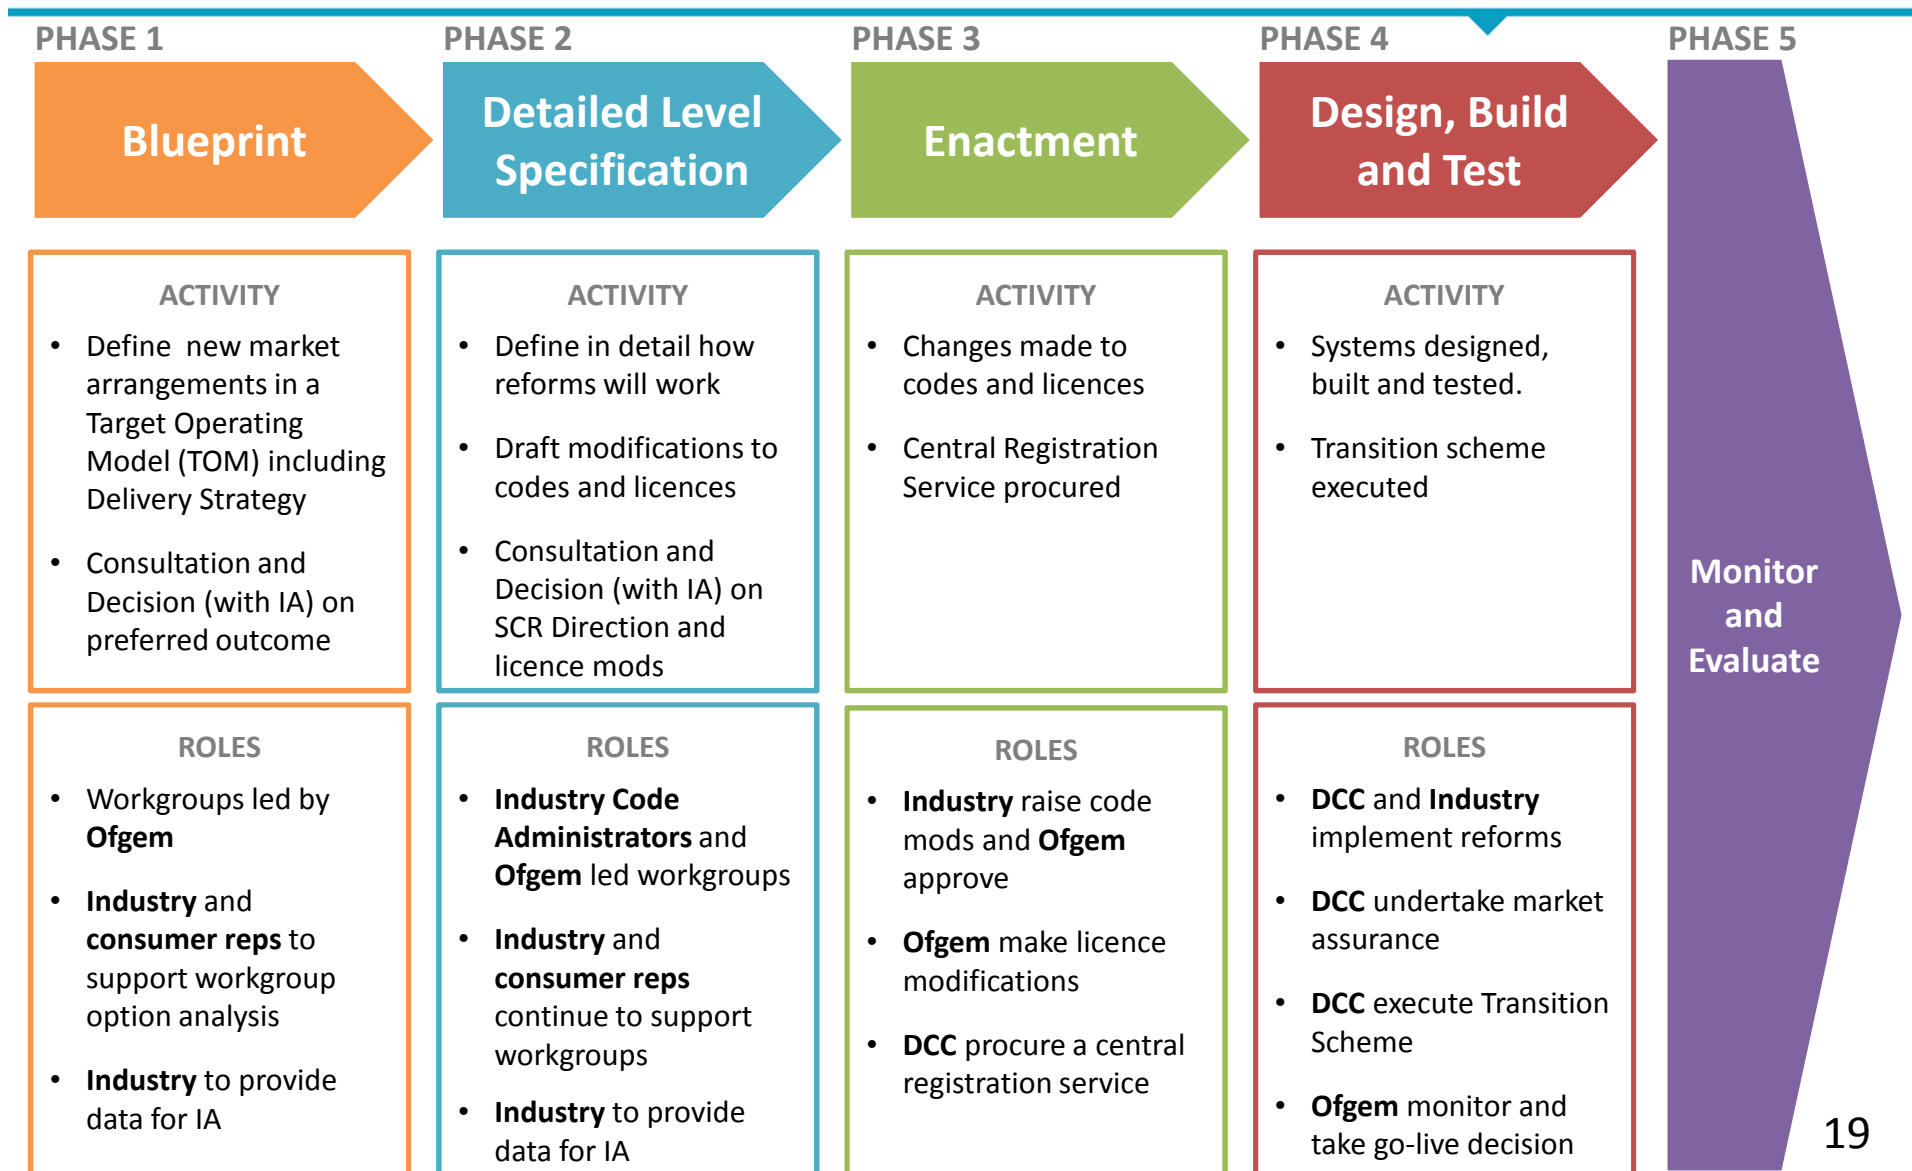 PHASE 1
Blueprint
ACTIVITY
• Define new market
arrangements in a
Target Operating
Model (TOM) including
Delivery Strategy
• Consultation and
Decision (with IA) on
preferred outcome
ROLES
• Workgroups led by
Ofgem
• Industry and
consumer reps to
support workgroup
option analysis
• Industry to provide
data for IA
PHASE 2
Detailed Level
Specification
ACTIVITY
• Define in detail how
reforms will work
• Draft modifications to
codes and licences
• Consultation and
Decision (with IA) on
SCR Direction and
licence mods
ROLES
• Industry Code
Administrators and
Ofgem led workgroups
• Industry and
consumer reps
continue to support
workgroups
• Industry to provide
data for IA
PHASE 3
Enactment
ACTIVITY
• Changes made to
codes and licences
• Central Registration
Service procured
ROLES
• Industry raise code
mods and Ofgem
approve
• Ofgem make licence
modifications
• DCC procure a central
registration service
PHASE 4
Design, Build
and Test
ACTIVITY
• Systems designed,
built and tested.
• Transition scheme
executed
ROLES
• DCC and Industry
implement reforms
• DCC undertake market
assurance
• DCC execute Transition
Scheme
• Ofgem monitor and
take go-live decision
PHASE 5
Monitor
and
Evaluate
19